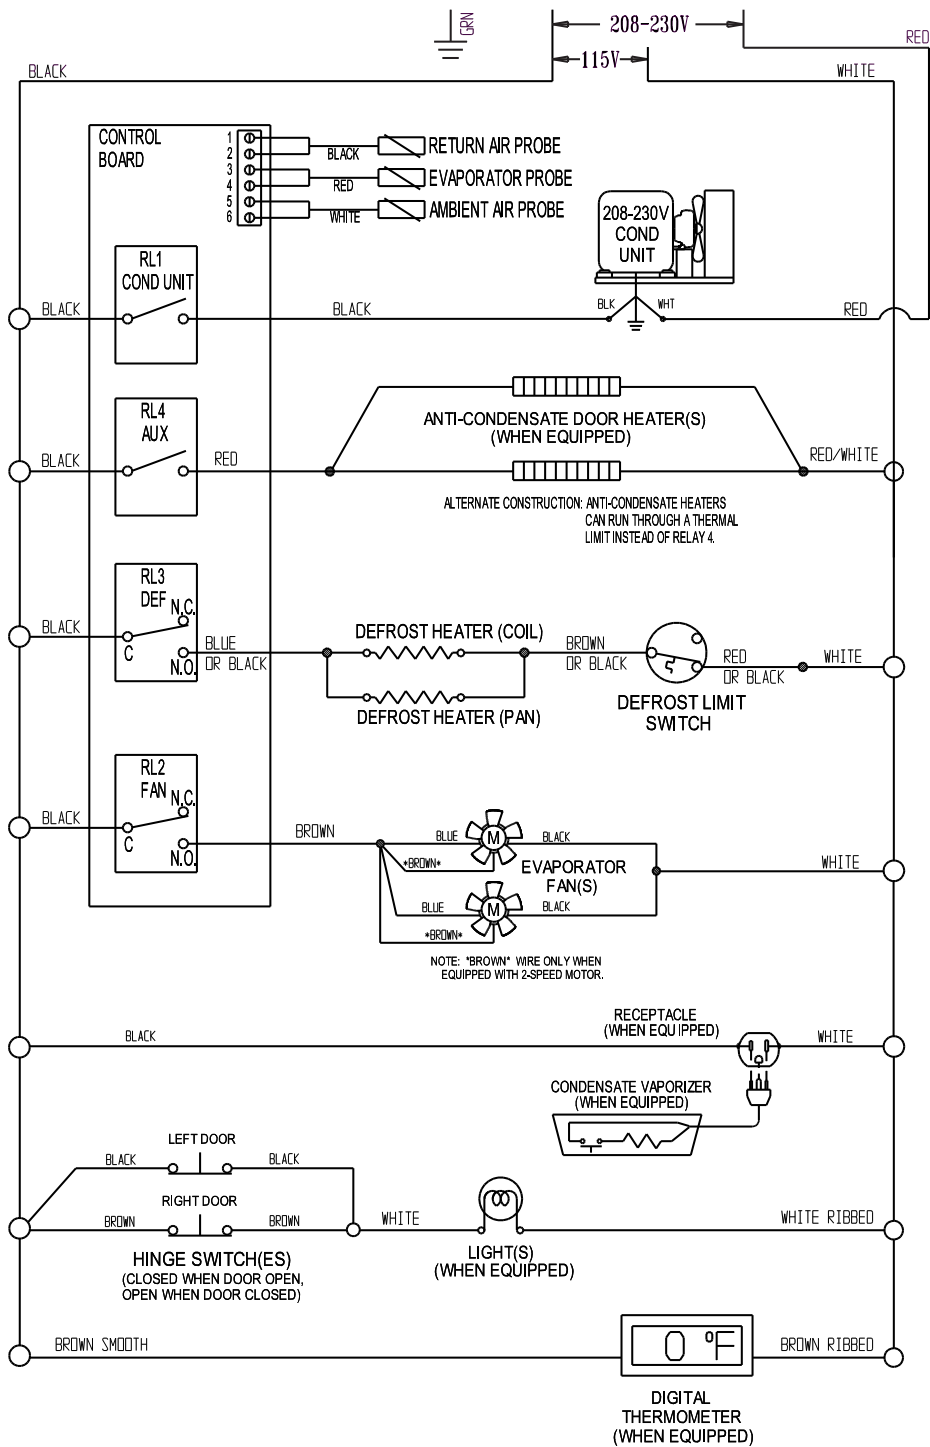 GRN
208-230V
RED
115V
BLACK
WHITE
CONTROL
BOARD
1
2
3
4
5
6
BLACK
RETURN AIR PROBE
RED
EVAPORATOR PROBE
WHITE
AMBIENT AIR PROBE
208-230V
COND
UNIT
RL1
COND UNIT
BLACK
BLACK
BLK
WHT
RED
RL4
AUX
BLACK
RED
ANTI-CONDENSATE DOOR HEATER(S)
(WHEN EQUIPPED)
RED/WHITE
ALTERNATE CONSTRUCTION: ANTI-CONDENSATE HEATERS
CAN RUN THROUGH A THERMAL
LIMIT INSTEAD OF RELAY 4.
RL3
DEF
N.C.
BLACK
C
N.O.
BLUE
OR BLACK
DEFROST HEATER (COIL)
BROWN
OR BLACK
RED
OR BLACK
WHITE
DEFROST HEATER (PAN)
DEFROST LIMIT
SWITCH
RL2
FAN
N.C.
BLACK
C
N.O.
BROWN
BLUE
M
BLACK
*BROWN*
EVAPORATOR
FAN(S)
WHITE
BLUE
M
BLACK
*BROWN*
NOTE: *BROWN* WIRE ONLY WHEN
EQUIPPED WITH 2-SPEED MOTOR.
BLACK
RECEPTACLE
(WHEN EQUIPPED)
WHITE
CONDENSATE VAPORIZER
(WHEN EQUIPPED)
LEFT DOOR
BLACK
BLACK
RIGHT DOOR
BROWN
BROWN
WHITE
WHITE RIBBED
HINGE SWITCH(ES)
(CLOSED WHEN DOOR OPEN,
OPEN WHEN DOOR CLOSED)
LIGHT(S)
(WHEN EQUIPPED)
BROWN SMOOTH
0 °F
BROWN RIBBED
DIGITAL
THERMOMETER
(WHEN EQUIPPED)